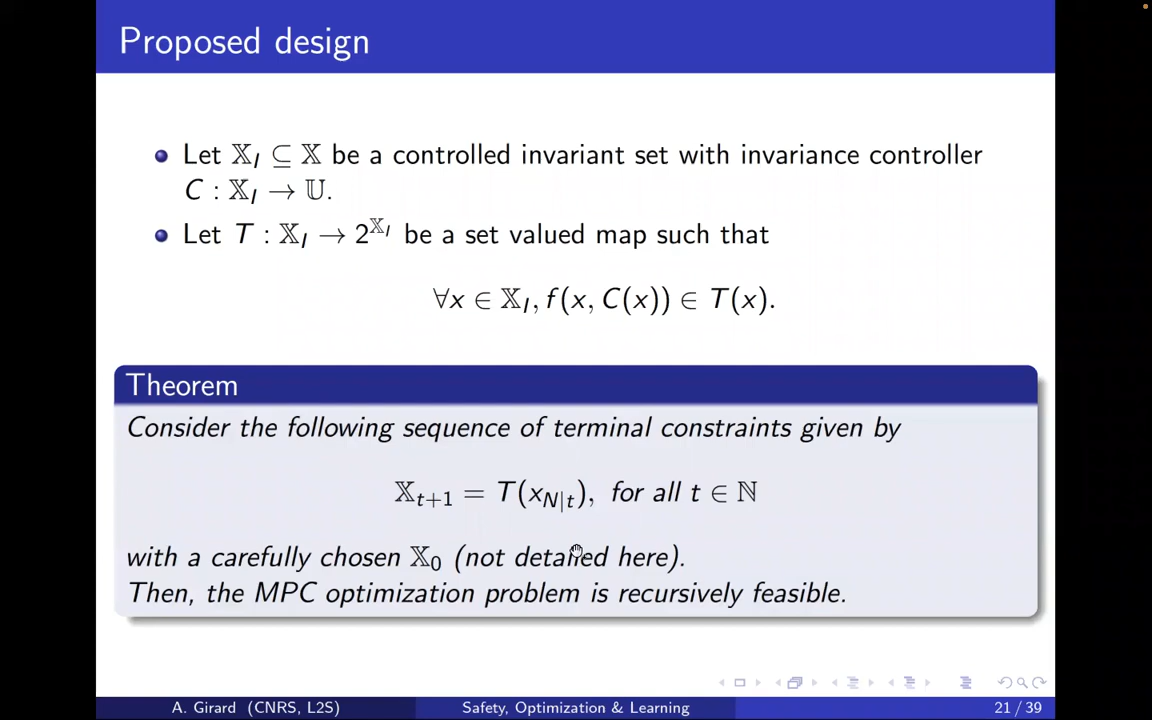 Proposed design
Let 𝕏_I ⊆ 𝕏 be a controlled invariant set with invariance controller
C : 𝕏_I → 𝕌.
Let T : 𝕏_I → 2^{𝕏_I} be a set valued map such that
∀x ∈ 𝕏_I, f(x, C(x)) ∈ T(x).
Theorem
Consider the following sequence of terminal constraints given by
𝕏_{t+1} = T(x_{N|t}), for all t ∈ ℕ
with a carefully chosen 𝕏_0 (not detailed here).
Then, the MPC optimization problem is recursively feasible.
A. Girard (CNRS, L2S) Safety, Optimization & Learning 21 / 39